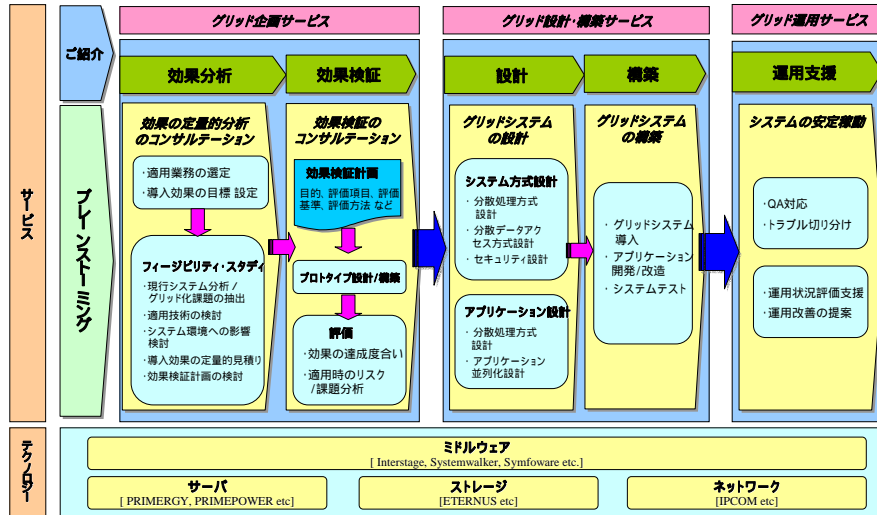 グリッド企画サービス
グリッド設計・構築サービス
グリッド運用サービス
サービス
ご紹介
ブレーンストーミング
効果分析
効果検証
設計
構築
運用支援
効果の定量的分析
のコンサルテーション
・適用業務の選定
・導入効果の目標 設定
フィージビリティ・スタディ
・現行システム分析 /
グリッド化課題の抽出
・適用技術の検討
・システム環境への影響
検討
・導入効果の定量的見積り
・効果検証計画の検討
効果検証の
コンサルテーション
効果検証計画
目的、評価項目、評価
基準、評価方法 など
プロトタイプ設計/構築
評価
・効果の達成度合い
・適用時のリスク
/課題分析
グリッドシステム
の設計
システム方式設計
・分散処理方式
設計
・分散データアク
セス方式設計
・セキュリティ設計
アプリケーション設計
・分散処理方式
設計
・アプリケーション
並列化設計
グリッドシステム
の構築
・グリッドシステム
導入
・アプリケーション
開発/改造
・システムテスト
システムの安定稼動
・QA対応
・トラブル切り分け
・運用状況評価支援
・運用改善の提案
テクノロジー
ミドルウェア
[ Interstage, Systemwalker, Symfoware etc.]
サーバ
[ PRIMERGY, PRIMEPOWER etc]
ストレージ
[ETERNUS etc]
ネットワーク
[IPCOM etc]